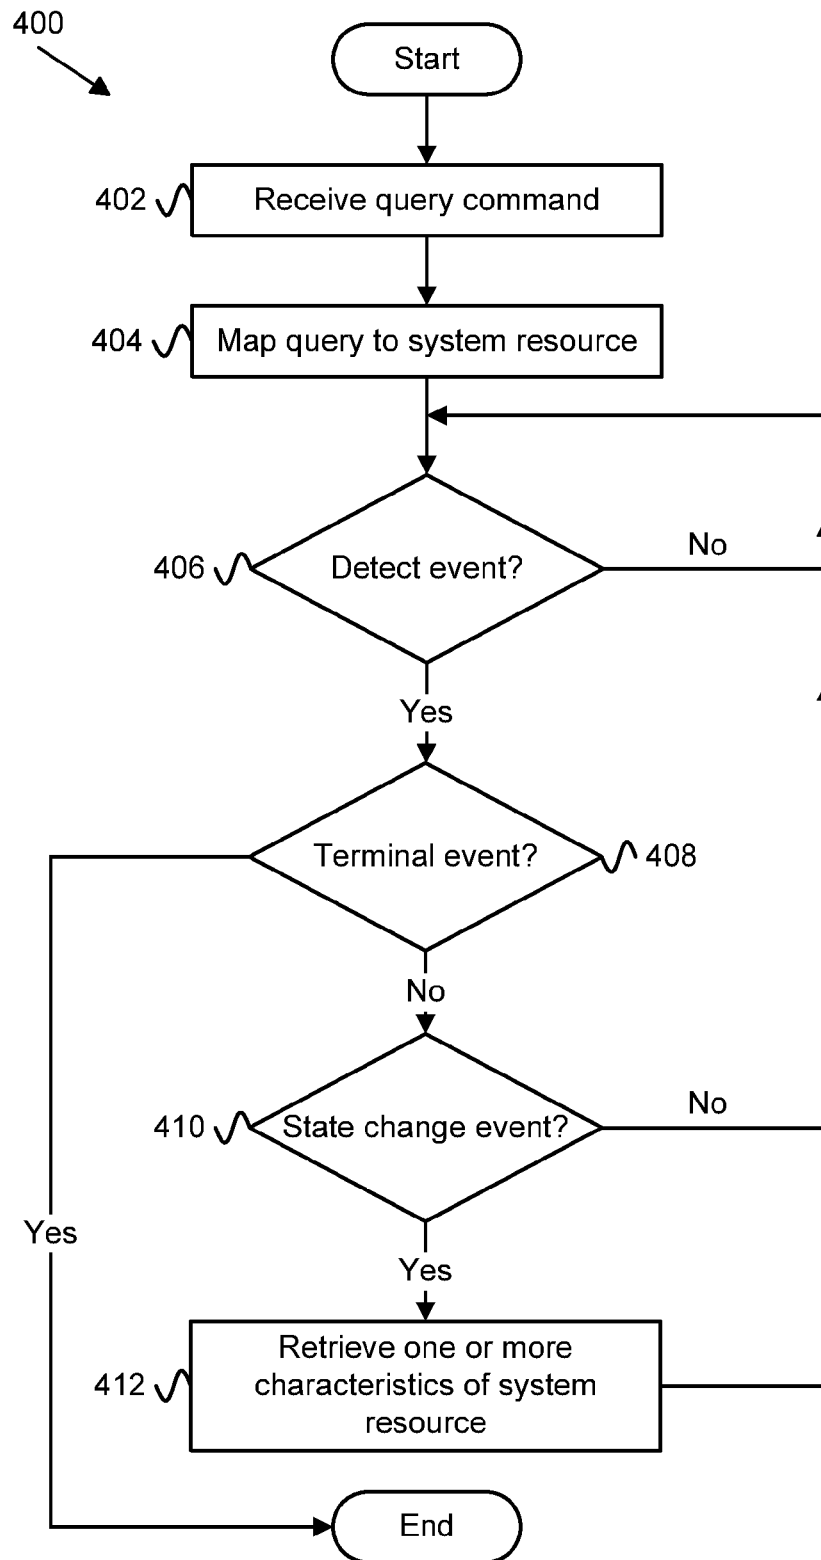 400
Start
402
Receive query command
404
Map query to system resource
406
Detect event?
No
Yes
Terminal event?
408
No
410
State change event?
No
Yes
Yes
412
Retrieve one or more
characteristics of system
resource
End